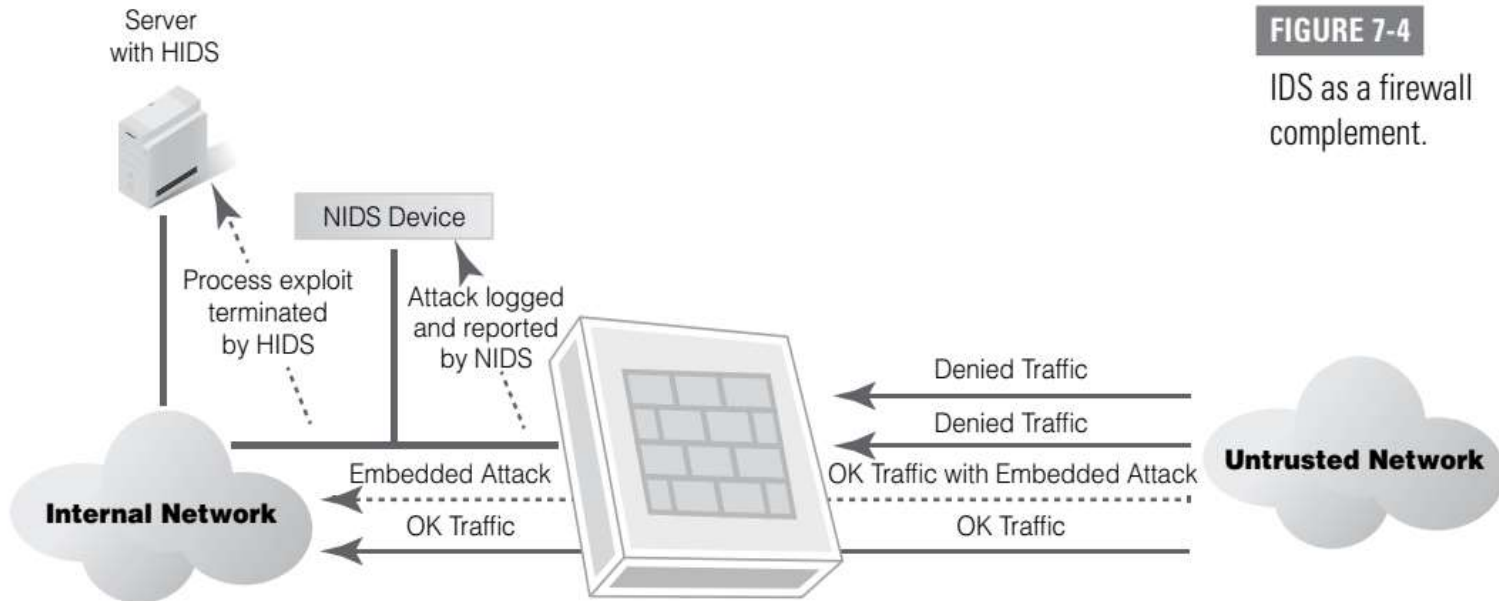 Server
with HIDS
FIGURE 7-4
IDS as a firewall
complement.
NIDS Device
Process exploit
terminated
by HIDS
Attack logged
and reported
by NIDS
Denied Traffic
Denied Traffic
Embedded Attack
OK Traffic with Embedded Attack
Untrusted Network
Internal Network
OK Traffic
OK Traffic